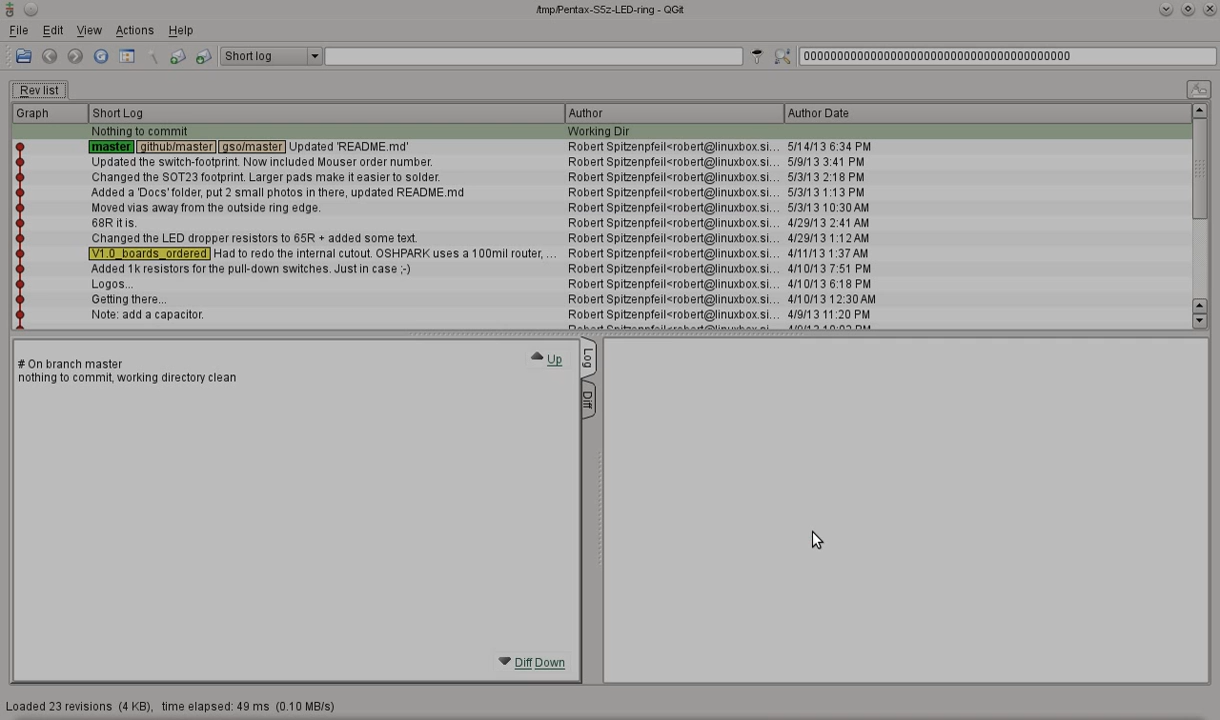 /tmp/Pentax-S5z-LED-ring - QGit
File Edit View Actions Help
Short log 0000000000000000000000000000000000000000
Rev list
Graph Short Log Author Author Date
Nothing to commit Working Dir
master github/master gso/master Updated 'README.md' Robert Spitzenpfeil<robert@linuxbox.si... 5/14/13 6:34 PM
Updated the switch-footprint. Now included Mouser order number. Robert Spitzenpfeil<robert@linuxbox.si... 5/9/13 3:41 PM
Changed the SOT23 footprint. Larger pads make it easier to solder. Robert Spitzenpfeil<robert@linuxbox.si... 5/3/13 2:18 PM
Added a 'Docs' folder, put 2 small photos in there, updated README.md Robert Spitzenpfeil<robert@linuxbox.si... 5/3/13 1:13 PM
Moved vias away from the outside ring edge. Robert Spitzenpfeil<robert@linuxbox.si... 5/3/13 10:30 AM
68R it is. Robert Spitzenpfeil<robert@linuxbox.si... 4/29/13 2:41 AM
Changed the LED dropper resistors to 65R + added some text. Robert Spitzenpfeil<robert@linuxbox.si... 4/29/13 1:12 AM
V1.0_boards_ordered Had to redo the internal cutout. OSHPARK uses a 100mil router, ... Robert Spitzenpfeil<robert@linuxbox.si... 4/11/13 1:37 AM
Added 1k resistors for the pull-down switches. Just in case ;-) Robert Spitzenpfeil<robert@linuxbox.si... 4/10/13 7:51 PM
Logos... Robert Spitzenpfeil<robert@linuxbox.si... 4/10/13 6:18 PM
Getting there... Robert Spitzenpfeil<robert@linuxbox.si... 4/10/13 12:30 AM
Note: add a capacitor. Robert Spitzenpfeil<robert@linuxbox.si... 4/9/13 11:20 PM
Up
# On branch master
nothing to commit, working directory clean
Log
Diff
Diff Down
Loaded 23 revisions (4 KB), time elapsed: 49 ms (0.10 MB/s)